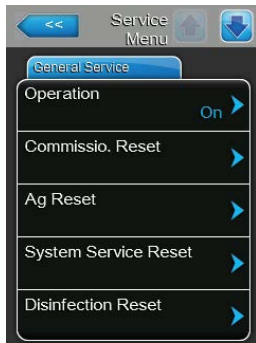 <<
Service
Menu
General Service
Operation
On
Commissio. Reset
Ag Reset
System Service Reset
Disinfection Reset